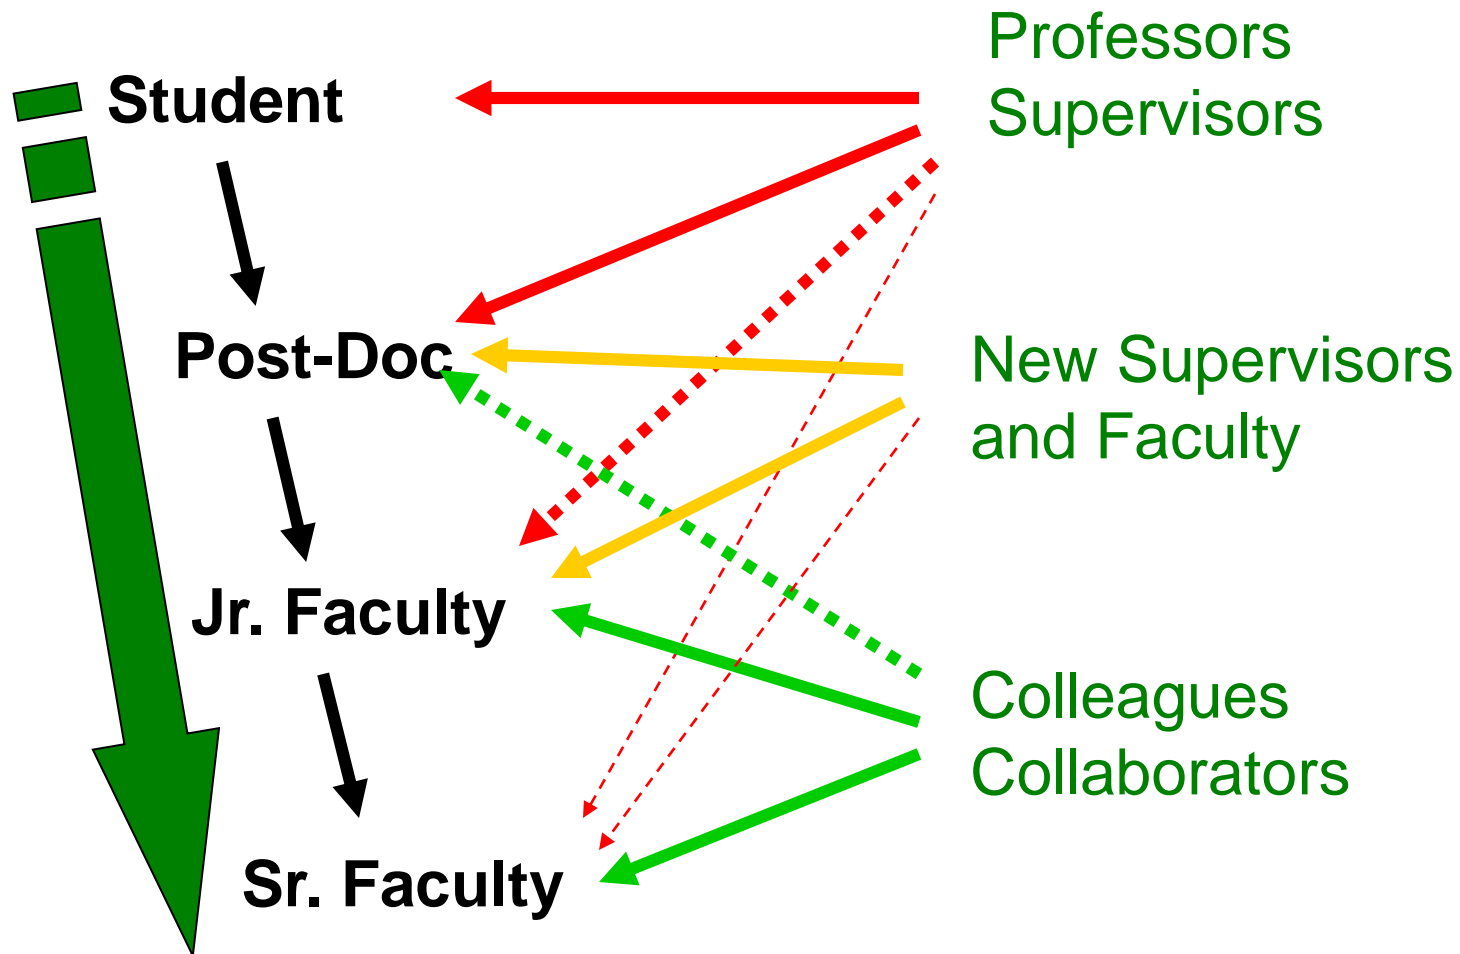 Professors
Student
Supervisors
Post-Doc
New Supervisors
and Faculty
Jr. Faculty
Colleagues
Collaborators
Sr. Faculty